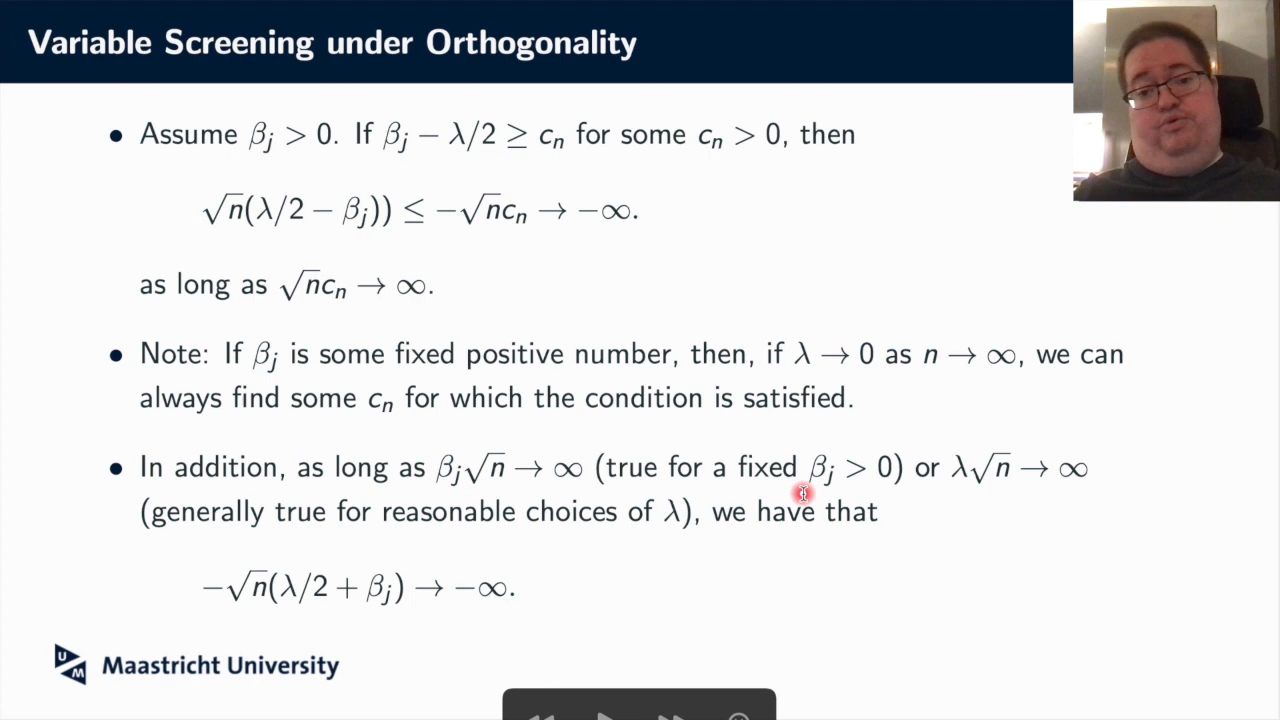 Variable Screening under Orthogonality
• Assume βⱼ > 0. If βⱼ − λ/2 ≥ cₙ for some cₙ > 0, then
√n(λ/2 − βⱼ)) ≤ −√ncₙ → −∞.
as long as √ncₙ → ∞.
• Note: If βⱼ is some fixed positive number, then, if λ → 0 as n → ∞, we can
always find some cₙ for which the condition is satisfied.
• In addition, as long as βⱼ√n → ∞ (true for a fixed βⱼ > 0) or λ√n → ∞
(generally true for reasonable choices of λ), we have that
−√n(λ/2 + βⱼ) → −∞.
UM Maastricht University